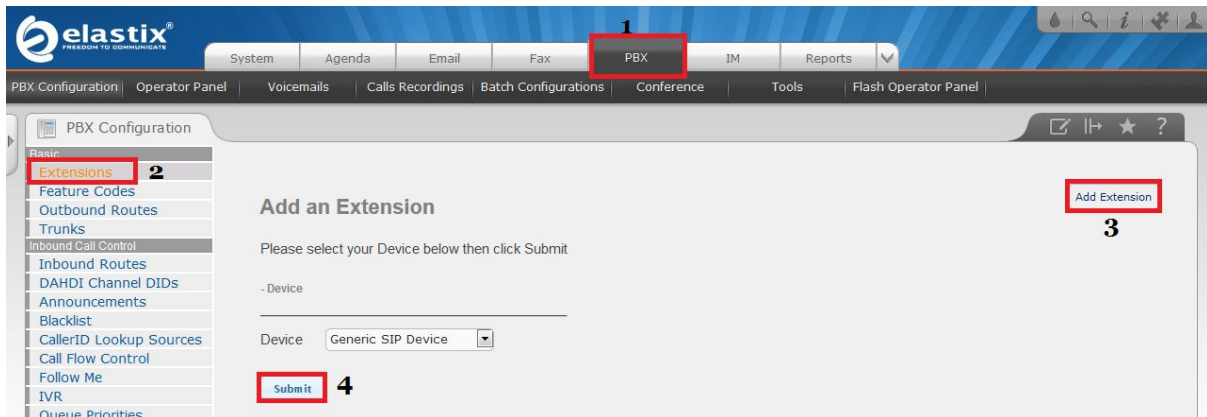 1
elastix®
FREEDOM TO COMMUNICATE
System Agenda Email Fax PBX IM Reports
PBX Configuration Operator Panel Voicemails Calls Recordings Batch Configurations Conference Tools Flash Operator Panel
PBX Configuration
Basic
Extensions 2
Feature Codes
Outbound Routes
Trunks
Inbound Call Control
Inbound Routes
DAHDI Channel DIDs
Announcements
Blacklist
CallerID Lookup Sources
Call Flow Control
Follow Me
IVR
Queue Priorities
Add an Extension
Add Extension
3
Please select your Device below then click Submit
- Device
Device Generic SIP Device
Submit 4